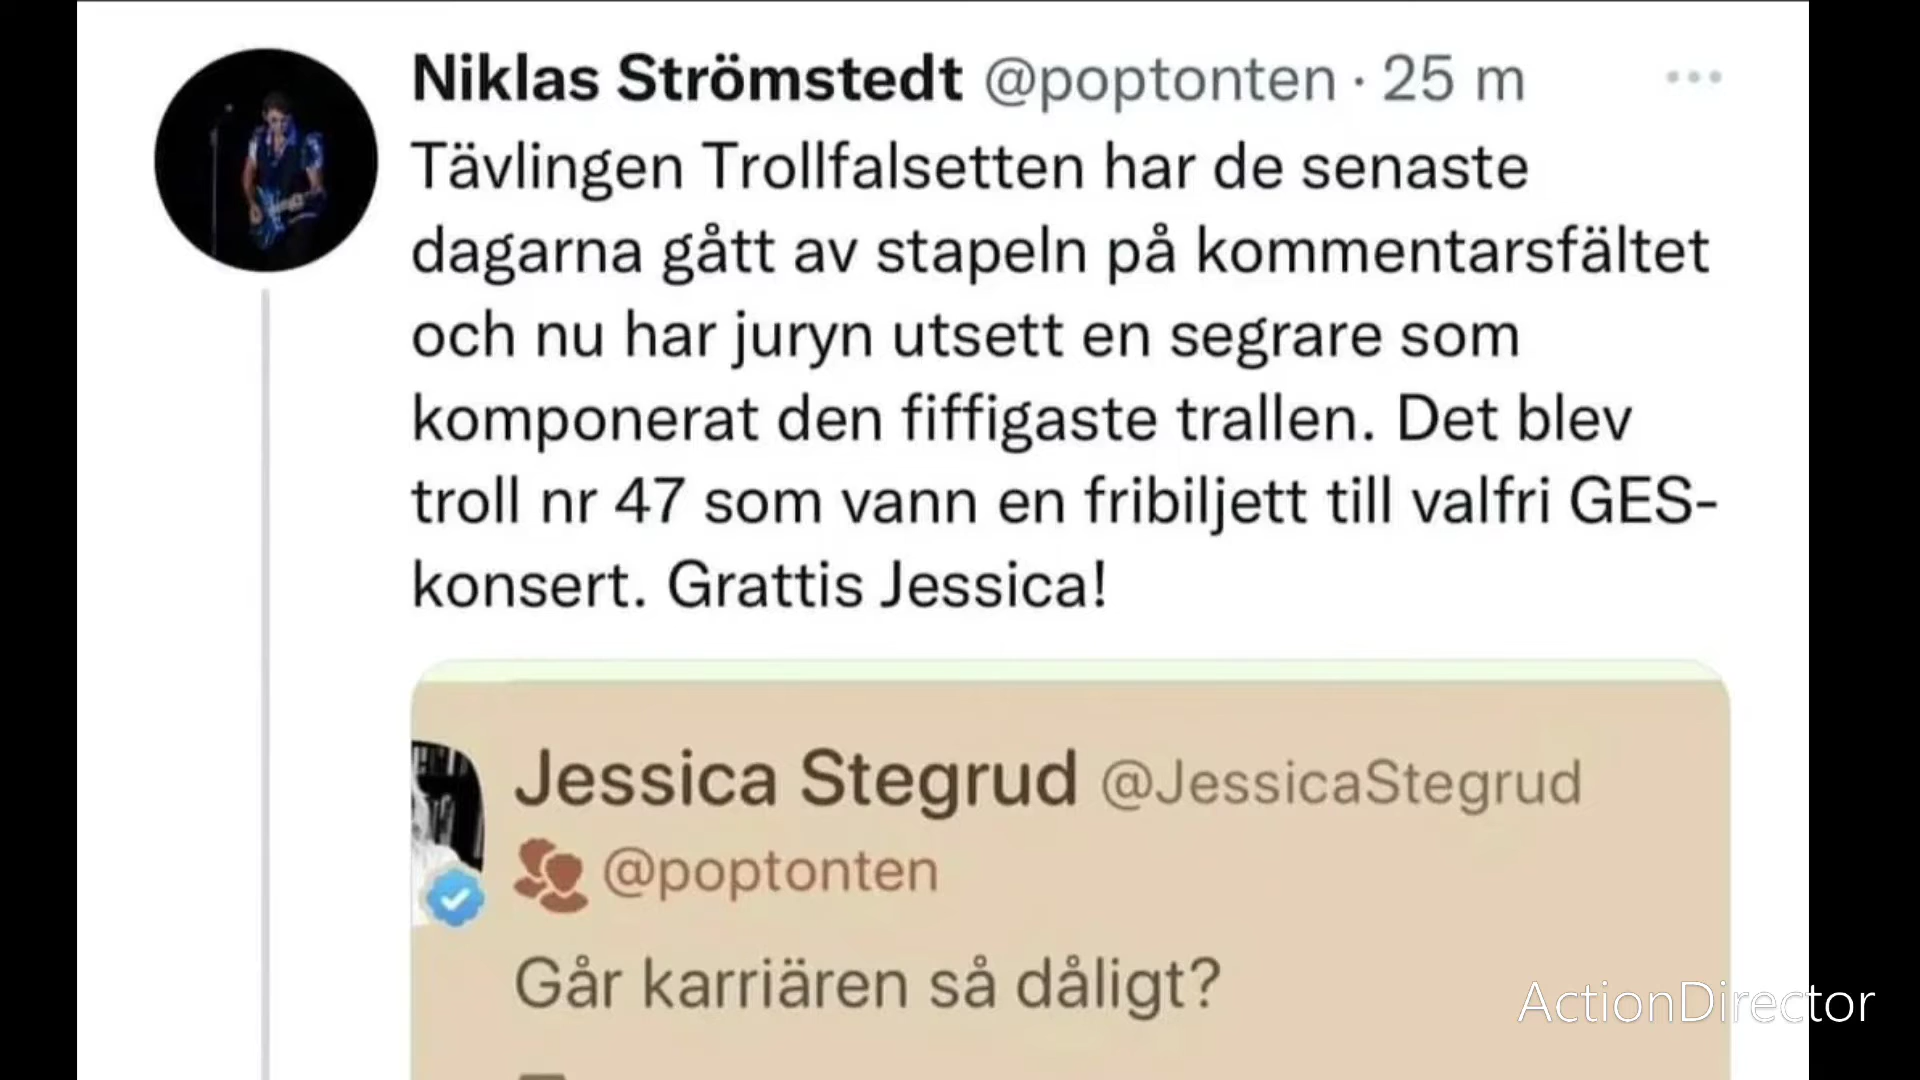 Niklas Strömstedt @poptonten · 25 m
Tävlingen Trollfalsetten har de senaste
dagarna gått av stapeln på kommentarsfältet
och nu har juryn utsett en segrare som
komponerat den fiffigaste trallen. Det blev
troll nr 47 som vann en fribiljett till valfri GES-
konsert. Grattis Jessica!
Jessica Stegrud @JessicaStegrud
@poptonten
Går karriären så dåligt?
ActionDirector